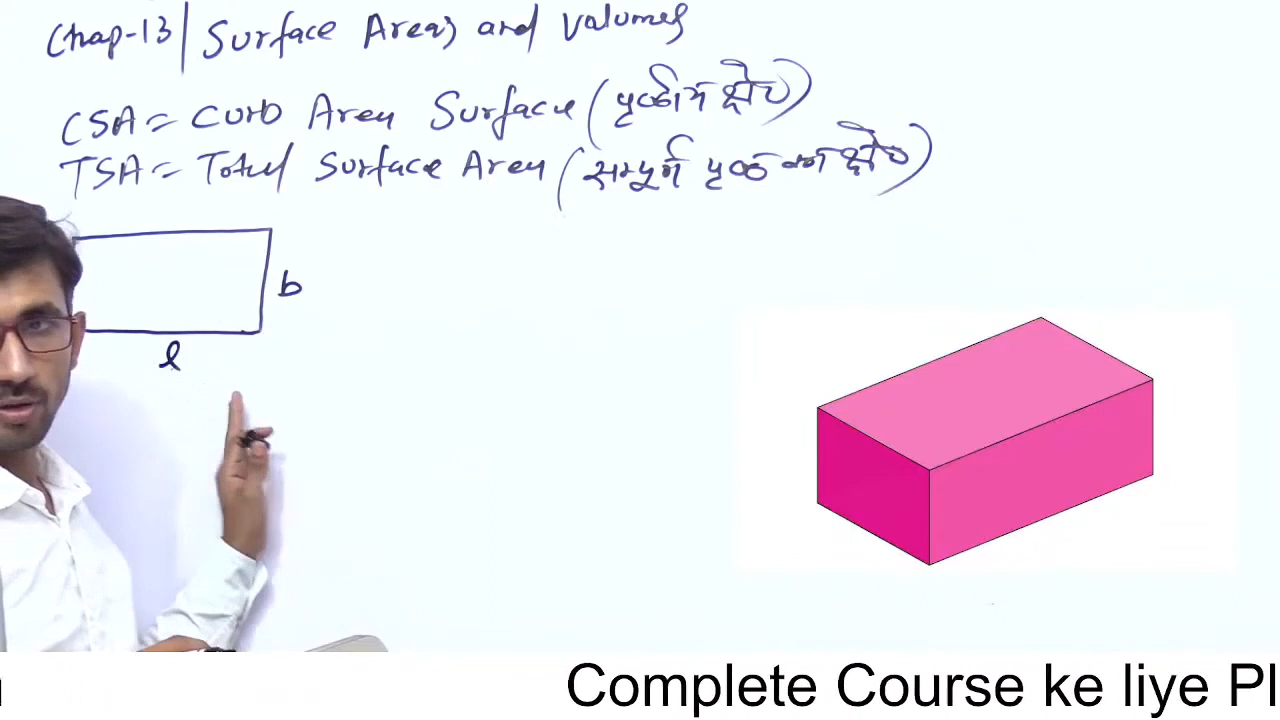 Chap-13 | Surface Areas and Volumes
CSA = Curb Area Surface (पृष्ठीय क्षेत्र)
TSA = Total Surface Area (सम्पूर्ण पृष्ठ का क्षेत्र)
b
l
Complete Course ke liye Pl